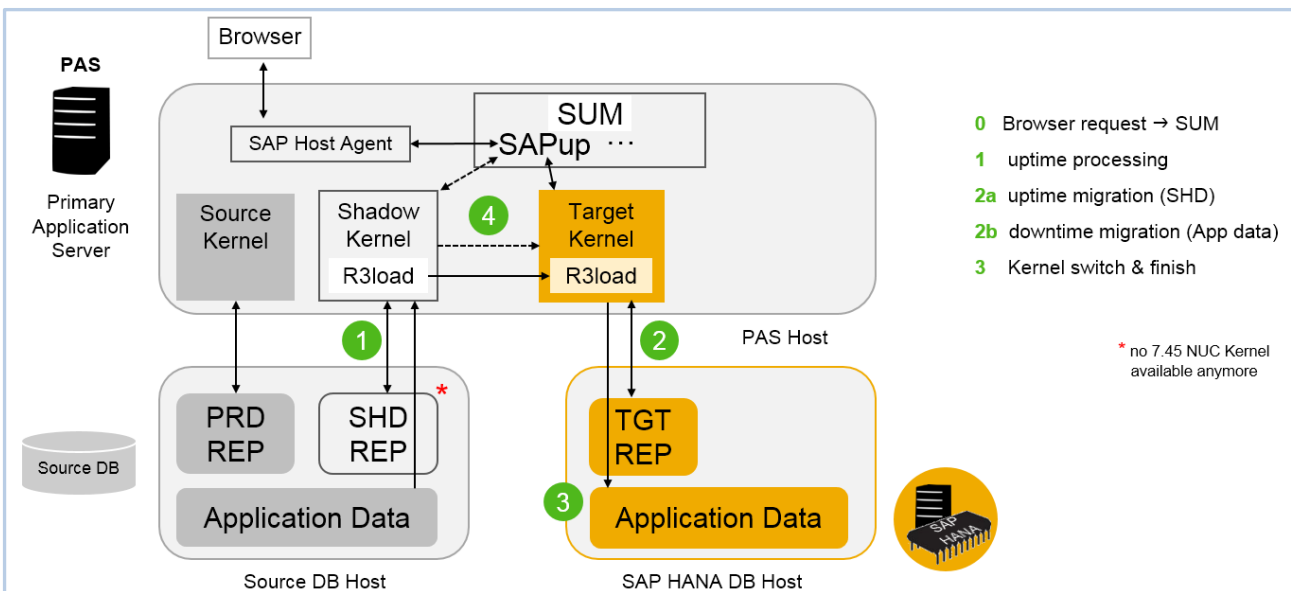 Browser
PAS
Primary
Application
Server
SUM
SAPup ...
SAP Host Agent
Source
Kernel
Shadow
Kernel
R3load
4
Target
Kernel
R3load
PAS Host
1
2
PRD
REP
SHD
REP
*
Application Data
Source DB
Source DB Host
TGT
REP
3
Application Data
SAP HANA DB Host
SAP
HANA
0 Browser request → SUM
1 uptime processing
2a uptime migration (SHD)
2b downtime migration (App data)
3 Kernel switch & finish
* no 7.45 NUC Kernel
available anymore